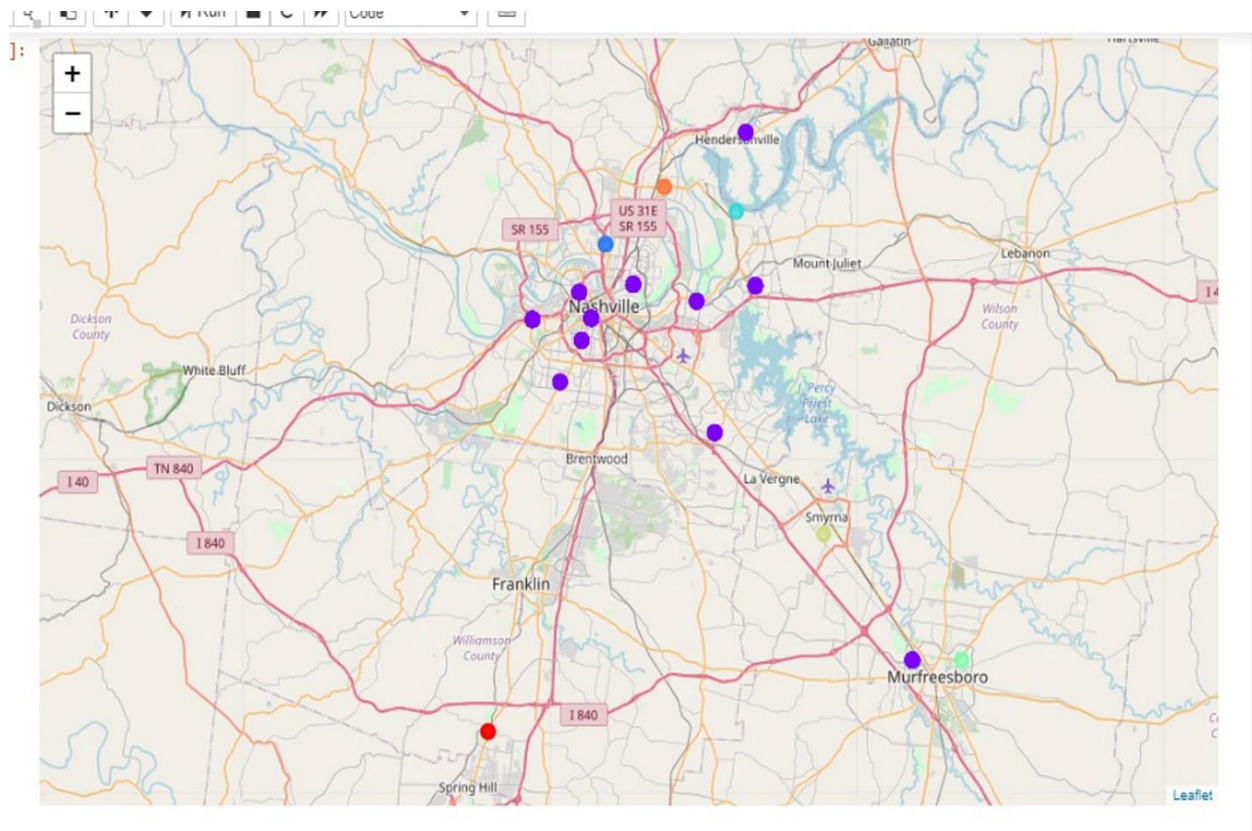 Run
Code
]:
+
−
Gallatin
Hartsville
Hendersonville
US 31E
SR 155
SR 155
Mount Juliet
Lebanon
I 4
Nashville
Dickson
County
Wilson
County
White Bluff
Dickson
J. Percy
Priest
Lake
Brentwood
TN 840
I 40
La Vergne
Smyrna
I 840
Franklin
Williamson
County
Murfreesboro
I 840
Spring Hill
Leaflet